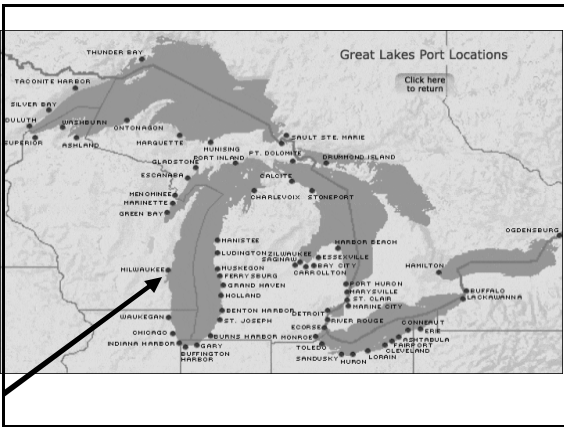 Great Lakes Port Locations
Click here
to return
THUNDER BAY
TACONITE HARBOR
SILVER BAY
DULUTH
WASHBURN
SUPERIOR
ASHLAND
ONTONAGON
MARQUETTE
MUNISING
SAULT STE. MARIE
PT. DOLOMITE
GLADSTONE
PORT INLAND
DRUMMOND ISLAND
ESCANABA
CALCITE
MENOMINEE
CHARLEVOIX
STONEPORT
MARINETTE
GREEN BAY
OGDENSBURG
MANISTEE
HARBOR BEACH
LUDINGTON
ZILWAUKEE
ESSEXVILLE
SAGINAW
BAY CITY
MILWAUKEE
MUSKEGON
CARROLLTON
HAMILTON
FERRYSBURG
GRAND HAVEN
PORT HURON
HOLLAND
MARYSVILLE
BUFFALO
ST. CLAIR
LACKAWANNA
MARINE CITY
BENTON HARBOR
DETROIT
WAUKEGAN
ST. JOSEPH
RIVER ROUGE
ECORSE
CONNEAUT
ERIE
CHICAGO
BURNS HARBOR
MONROE
ASHTABULA
INDIANA HARBOR
GARY
TOLEDO
FAIRPORT
BUFFINGTON
HARBOR
CLEVELAND
SANDUSKY
HURON
LORAIN